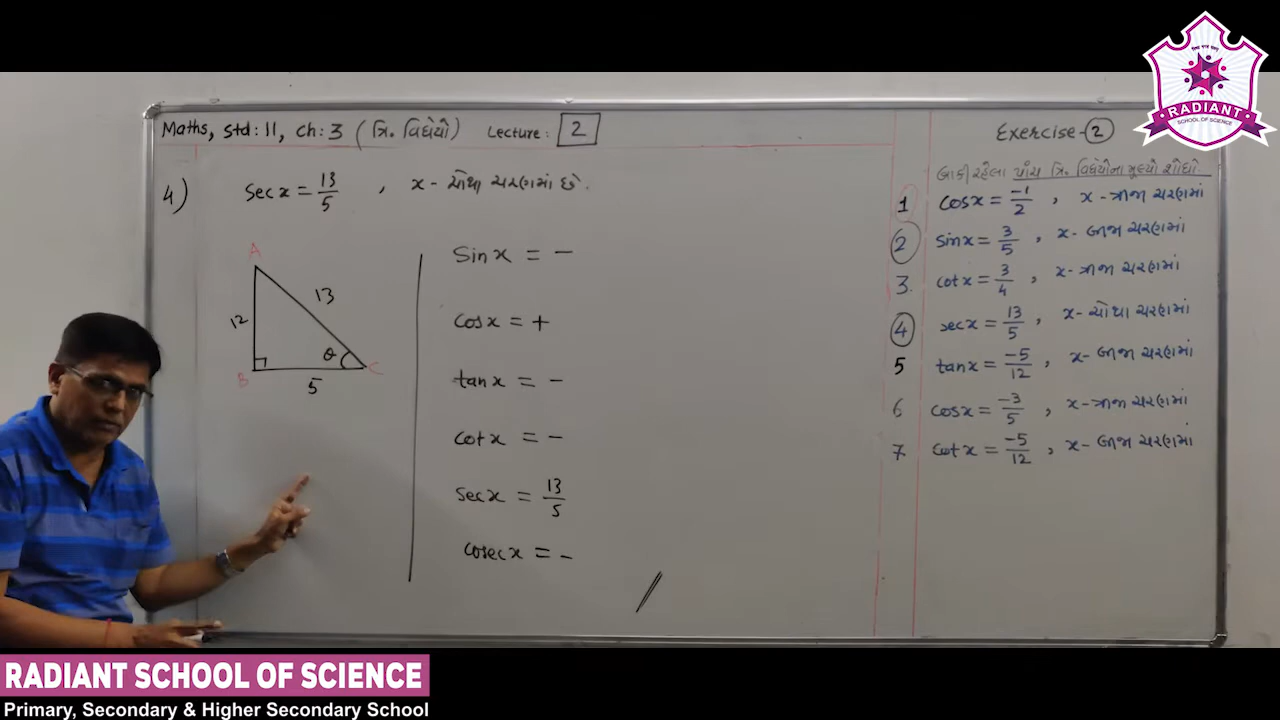 RADIANT
SCHOOL OF SCIENCE
Maths, std: 11, ch: 3 ( ત્રિ. વિધેયો) Lecture: 2
4) sec x = 13/5 , x - ચોથા ચરણમાં છે.
A
12
13
θ
B
5
C
Sin x = -
Cos x = +
tan x = -
Cot x = -
Sec x = 13/5
Cosec x = -
Exercise-2
બાકી રહેલા પાંચ ત્રિ. વિધેયોના મૂલ્યો શોધો.
1 cos x = -1/2 , x - ત્રીજા ચરણમાં
2 sin x = 3/5 , x - બીજા ચરણમાં
3. cot x = 3/4 , x - ત્રીજા ચરણમાં
4 sec x = 13/5 , x - ચોથા ચરણમાં
5 tan x = -5/12 , x - બીજા ચરણમાં
6 cos x = -3/5 , x - ત્રીજા ચરણમાં
7. cot x = -5/12 , x - બીજા ચરણમાં
RADIANT SCHOOL OF SCIENCE
Primary, Secondary & Higher Secondary School